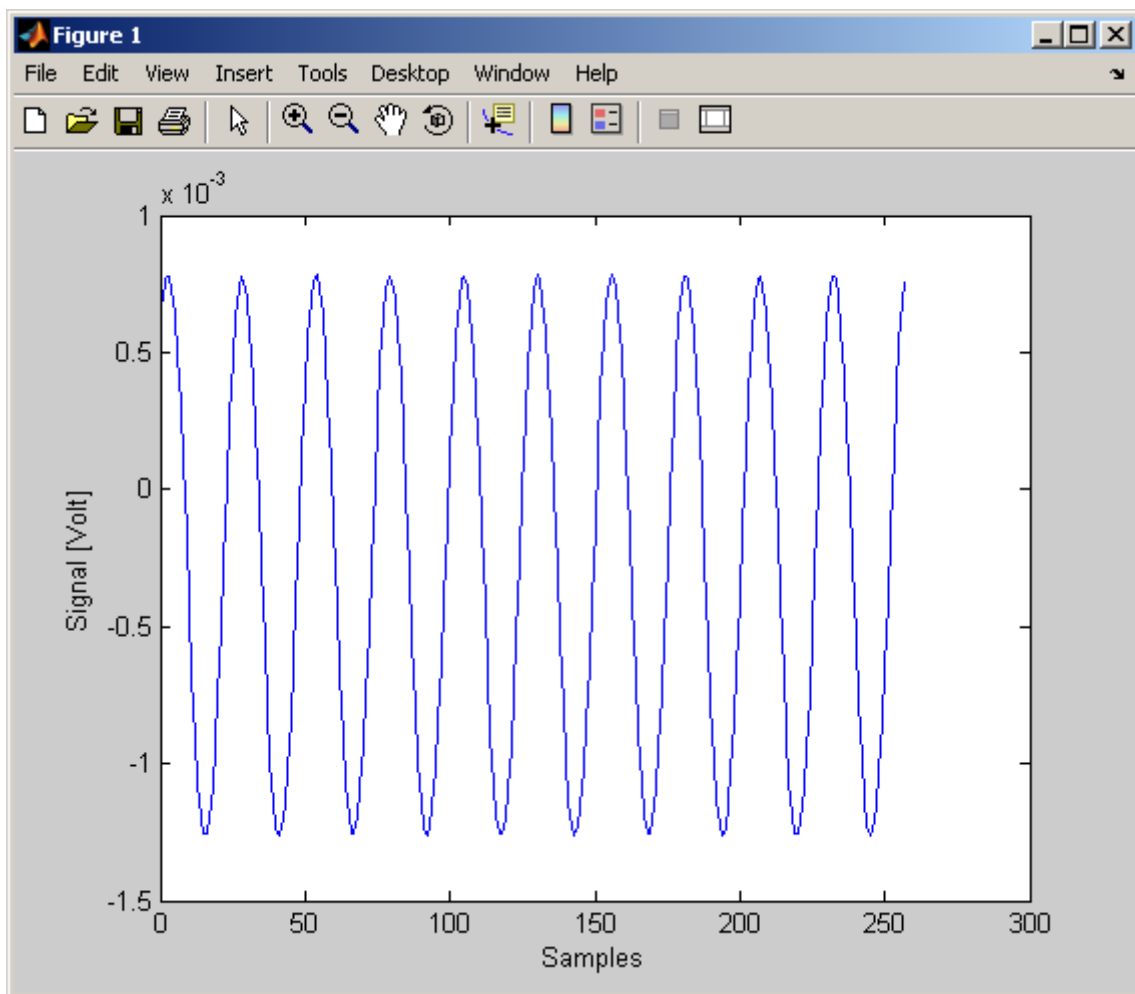 Figure 1
File Edit View Insert Tools Desktop Window Help
x 10-3
1
0.5
0
-0.5
-1
-1.5
Signal [Volt]
0 50 100 150 200 250 300
Samples